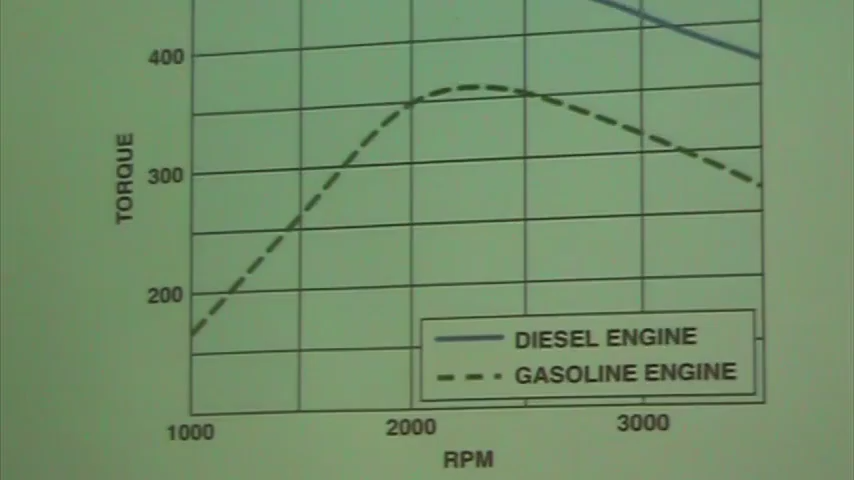 400
300
200
TORQUE
DIESEL ENGINE
GASOLINE ENGINE
1000 2000 3000
RPM